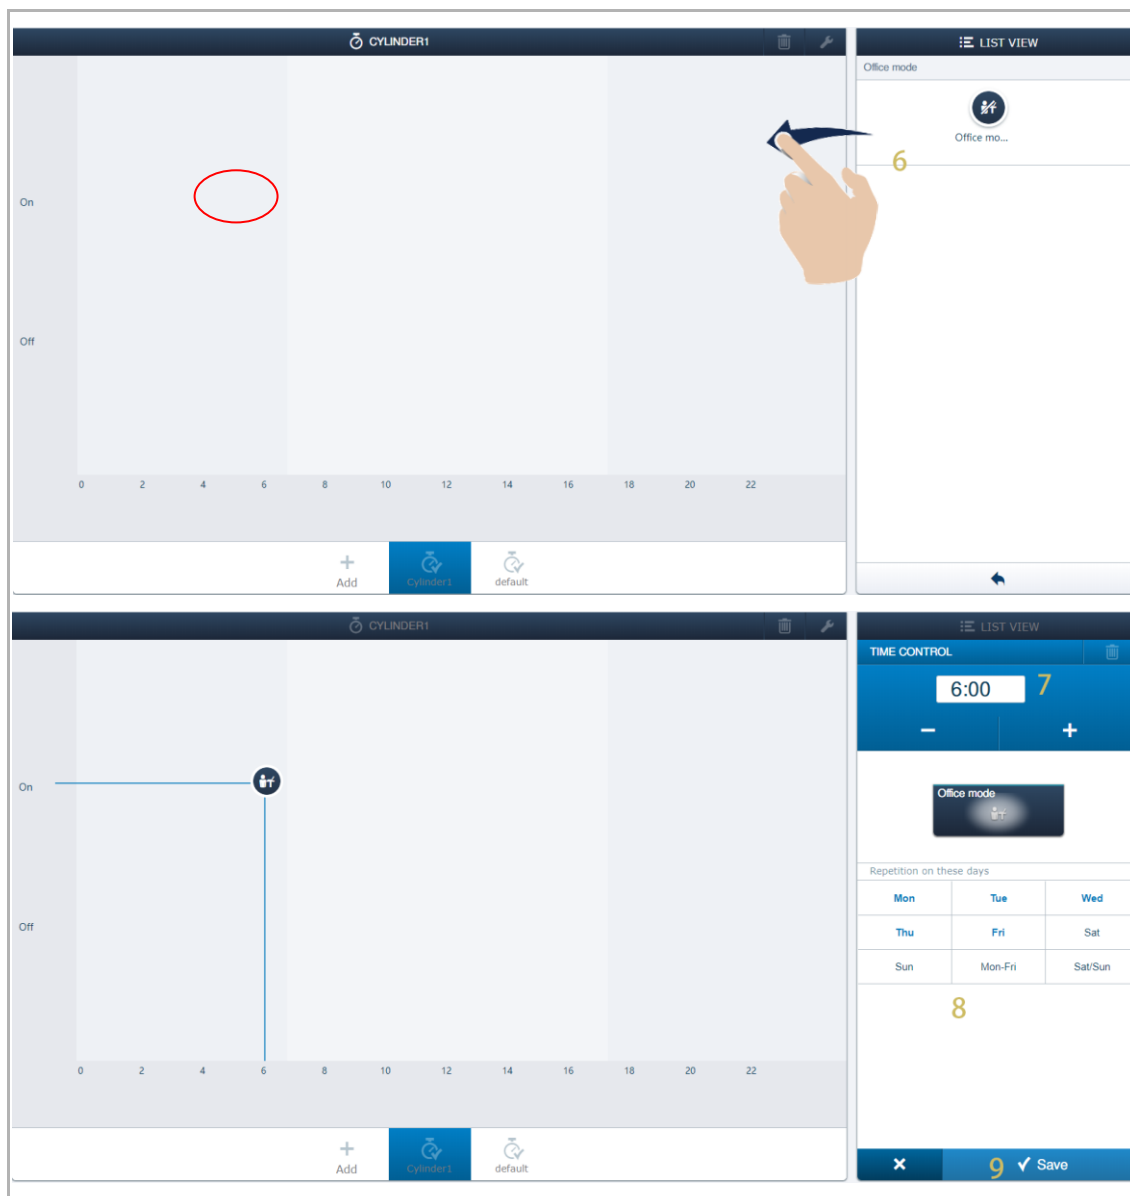 CYLINDER1
LIST VIEW
Office mode
Office mo...
6
On
Off
0 2 4 6 8 10 12 14 16 18 20 22
Add
Cylinder1
default
CYLINDER1
LIST VIEW
TIME CONTROL
6:00
7
− +
On
Office mode
Repetition on these days
Mon Tue Wed
Off
Thu Fri Sat
Sun Mon-Fri Sat/Sun
8
0 2 4 6 8 10 12 14 16 18 20 22
Add
Cylinder1
default
9 Save